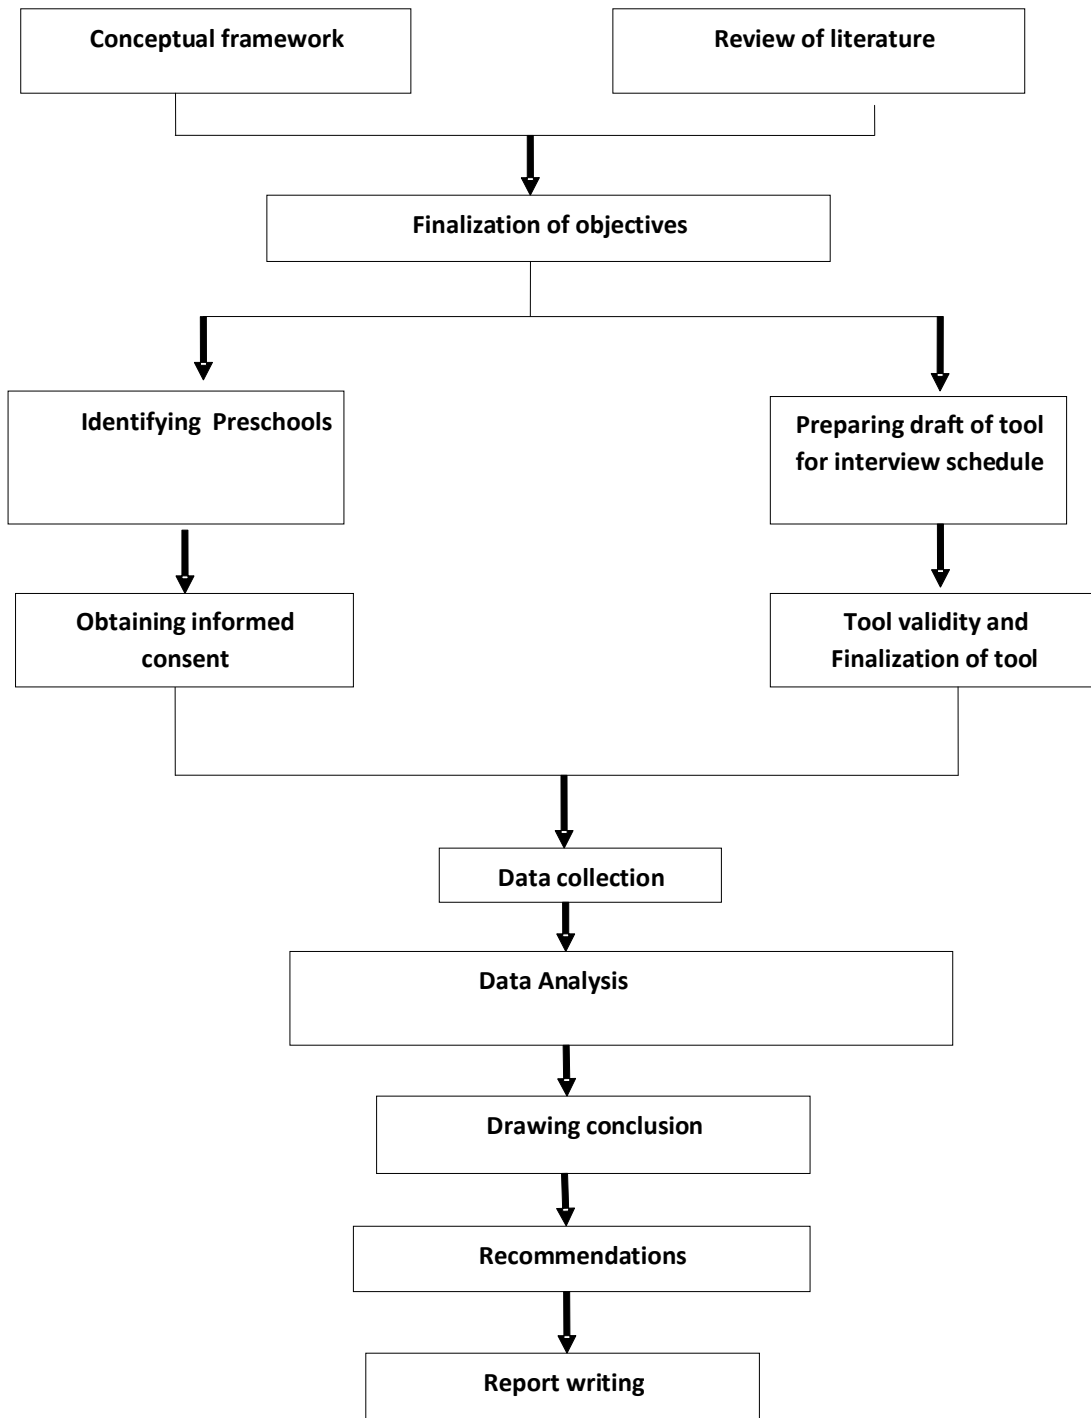 Conceptual framework
Review of literature
Finalization of objectives
Identifying Preschools
Preparing draft of tool
for interview schedule
Obtaining informed
consent
Tool validity and
Finalization of tool
Data collection
Data Analysis
Drawing conclusion
Recommendations
Report writing